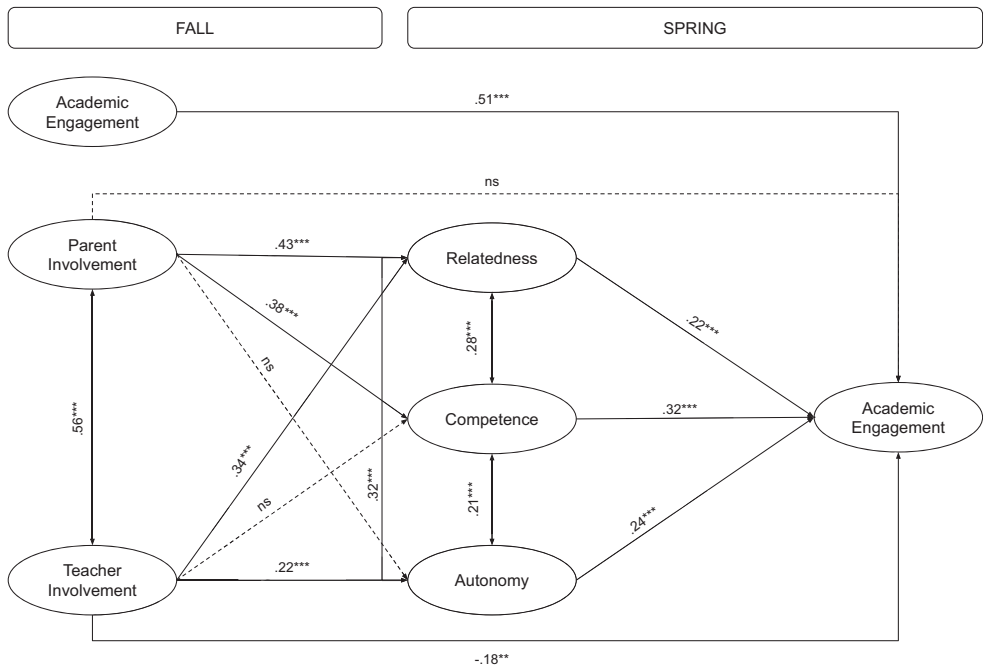 FALL
SPRING
Academic
Engagement
.51***
ns
Parent
Involvement
.43***
Relatedness
.38***
.22***
.28***
ns
.56***
Competence
.32***
Academic
Engagement
.34***
ns
.32***
.21***
.24***
Teacher
Involvement
.22***
Autonomy
-.18**